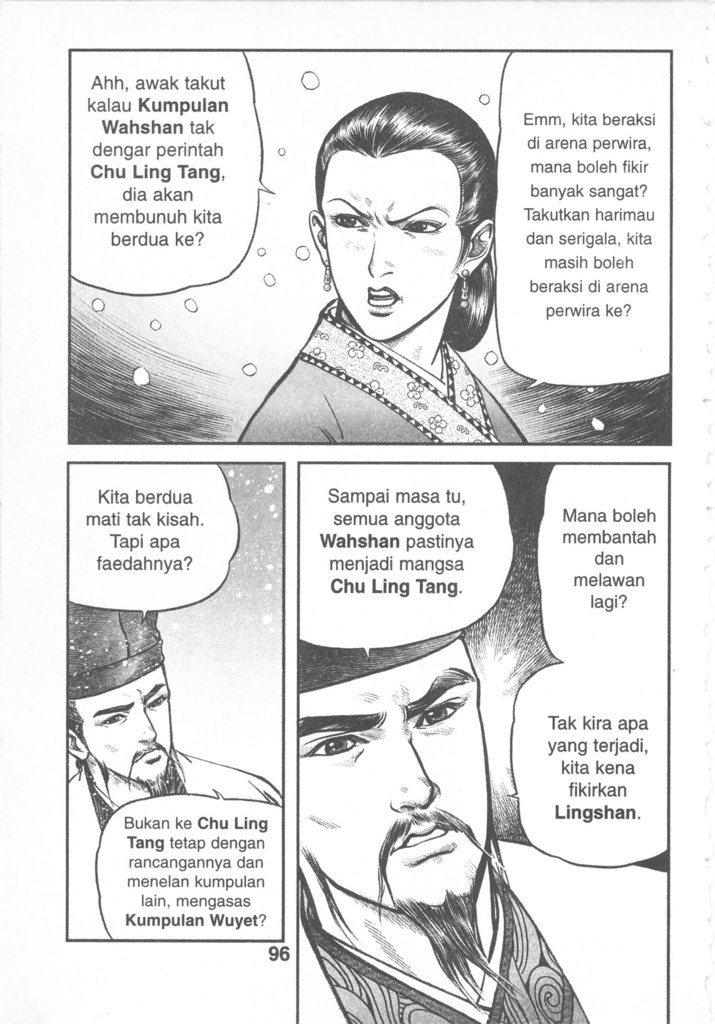 Ahh, awak takut
kalau Kumpulan
Wahshan tak
dengar perintah
Chu Ling Tang,
dia akan
membunuh kita
berdua ke?
Emm, kita beraksi
di arena perwira,
mana boleh fikir
banyak sangat?
Takutkan harimau
dan serigala, kita
masih boleh
beraksi di arena
perwira ke?
Kita berdua
mati tak kisah.
Tapi apa
faedahnya?
Bukan ke Chu Ling
Tang tetap dengan
rancangannya dan
menelan kumpulan
lain, mengasas
Kumpulan Wuyet?
Sampai masa tu,
semua anggota
Wahshan pastinya
menjadi mangsa
Chu Ling Tang.
Mana boleh
membantah
dan
melawan
lagi?
Tak kira apa
yang terjadi,
kita kena
fikirkan
Lingshan.
96